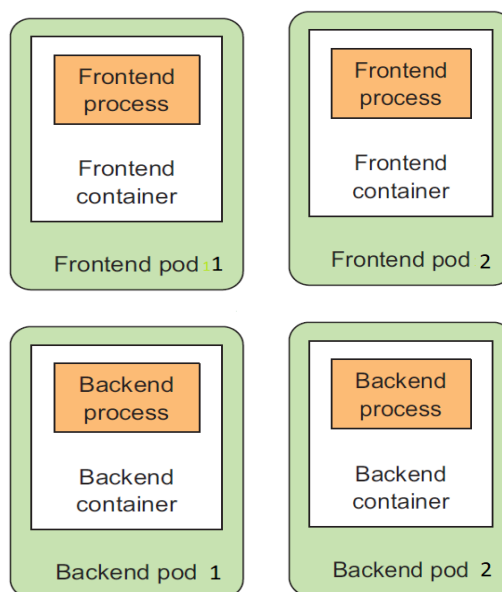 Frontend
process
Frontend
container
Frontend pod 1 1
Frontend
process
Frontend
container
Frontend pod 2
Backend
process
Backend
container
Backend pod 1
Backend
process
Backend
container
Backend pod 2